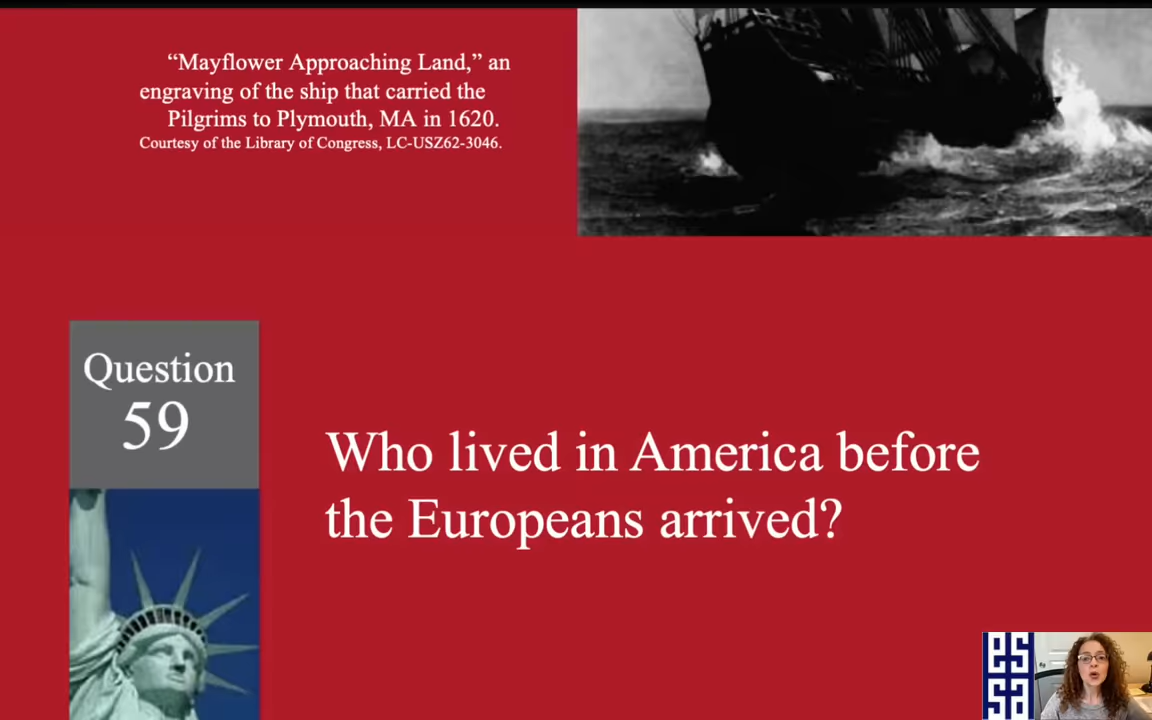 “Mayflower Approaching Land,” an
engraving of the ship that carried the
Pilgrims to Plymouth, MA in 1620.
Courtesy of the Library of Congress, LC-USZ62-3046.
Question
59
Who lived in America before
the Europeans arrived?
essa